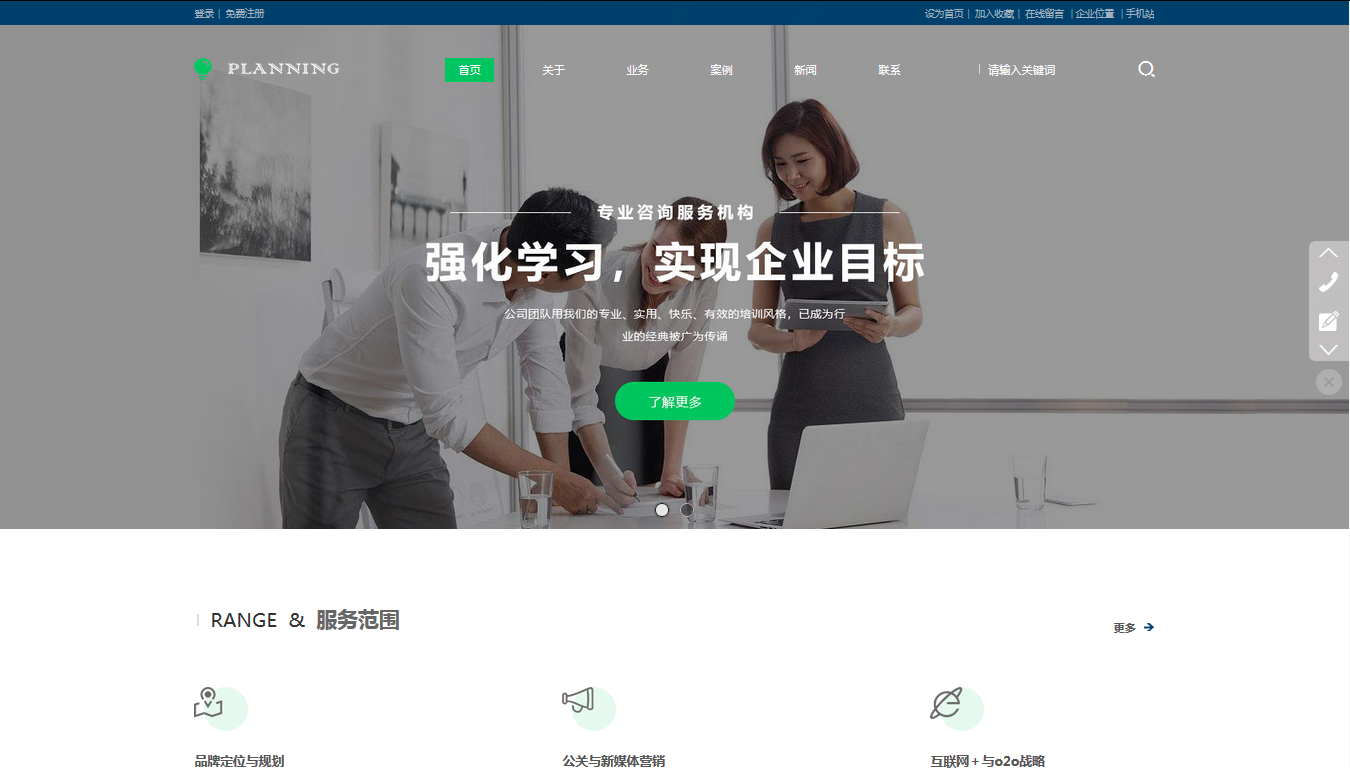 登录 | 免费注册
设为首页 | 加入收藏 | 在线留言 | 企业位置 | 手机站
PLANNING
首页 关于 业务 案例 新闻 联系
请输入关键词
专业咨询服务机构
强化学习，实现企业目标
公司团队用我们的专业、实用、快乐、有效的培训风格，已成为行
业的经典被广为传诵
了解更多
RANGE & 服务范围
更多
品牌定位与规划
公关与新媒体营销
互联网+与o2o战略